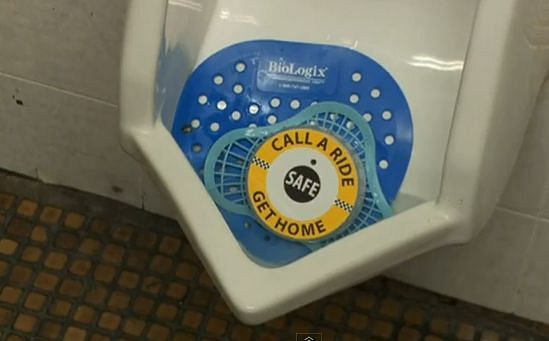 BioLogix
CALL A RIDE
SAFE
GET HOME